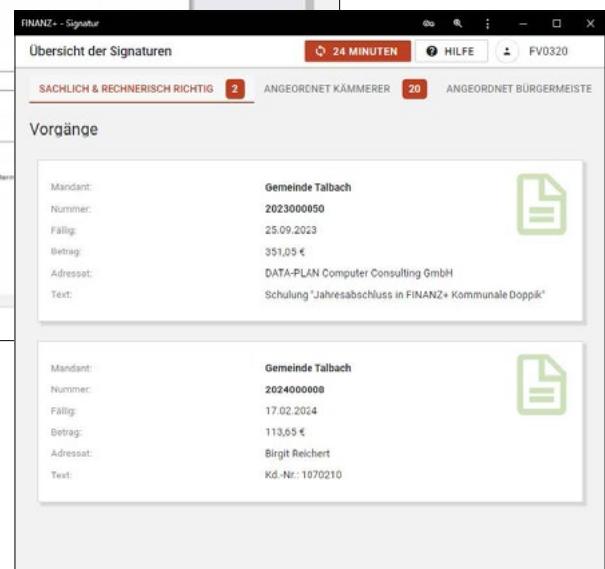 FINANZ+ - Signatur
Übersicht der Signaturen
24 MINUTEN
HILFE
FV0320
SACHLICH & RECHNERISCH RICHTIG 2
ANGEORDNET KÄMMERER 20
ANGEORDNET BÜRGERMEISTE
Vorgänge
Mandant: Gemeinde Talbach
Nummer: 2023000050
Fällig: 25.09.2023
Betrag: 351,05 €
Adressat: DATA-PLAN Computer Consulting GmbH
Text: Schulung "Jahresabschluss in FINANZ+ Kommunale Doppik"
Mandant: Gemeinde Talbach
Nummer: 2024000008
Fällig: 17.02.2024
Betrag: 113,65 €
Adressat: Birgit Reichert
Text: Kd.-Nr.: 1070210